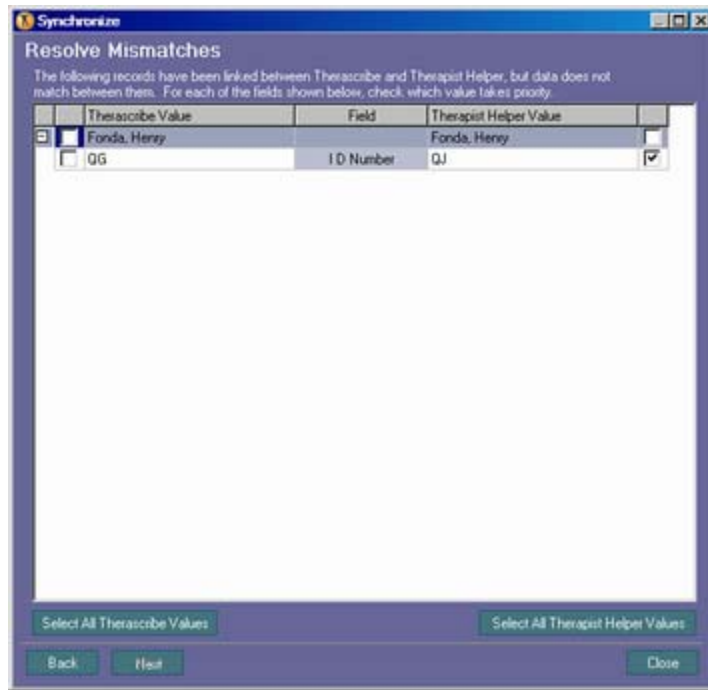 Synchronize
Resolve Mismatches
The following records have been linked between Therascribe and Therapist Helper, but data does not
match between them. For each of the fields shown below, check which value takes priority.
Therascribe Value Field Therapist Helper Value
Fonda, Henry Fonda, Henry
QG I D Number QJ
Select All Therascribe Values Select All Therapist Helper Values
Back Next Close